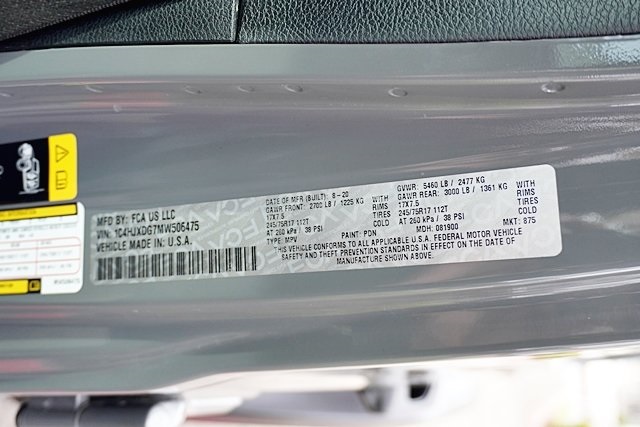 MFD. BY: FCA US LLC
VIN: 1C4HJXDG7MW506475
VEHICLE MADE IN: U.S.A.
DATE OF MFR (BUILT): 8-20 GVWR: 5460 LB / 2477 KG
GAWR FRONT: 2700 LB / 1225 KG WITH GAWR REAR: 3000 LB / 1361 KG WITH
17X7.5 RIMS 17X7.5 RIMS
245/75R17 112T TIRES 245/75R17 112T TIRES
AT 260 kPa / 38 PSI COLD AT 260 kPa / 38 PSI COLD
TYPE: MPV PAINT: PDN MDH: 081900 MKT: 875
THIS VEHICLE CONFORMS TO ALL APPLICABLE U.S.A. FEDERAL MOTOR VEHICLE
SAFETY AND THEFT PREVENTION STANDARDS IN EFFECT ON THE DATE OF
MANUFACTURE SHOWN ABOVE.